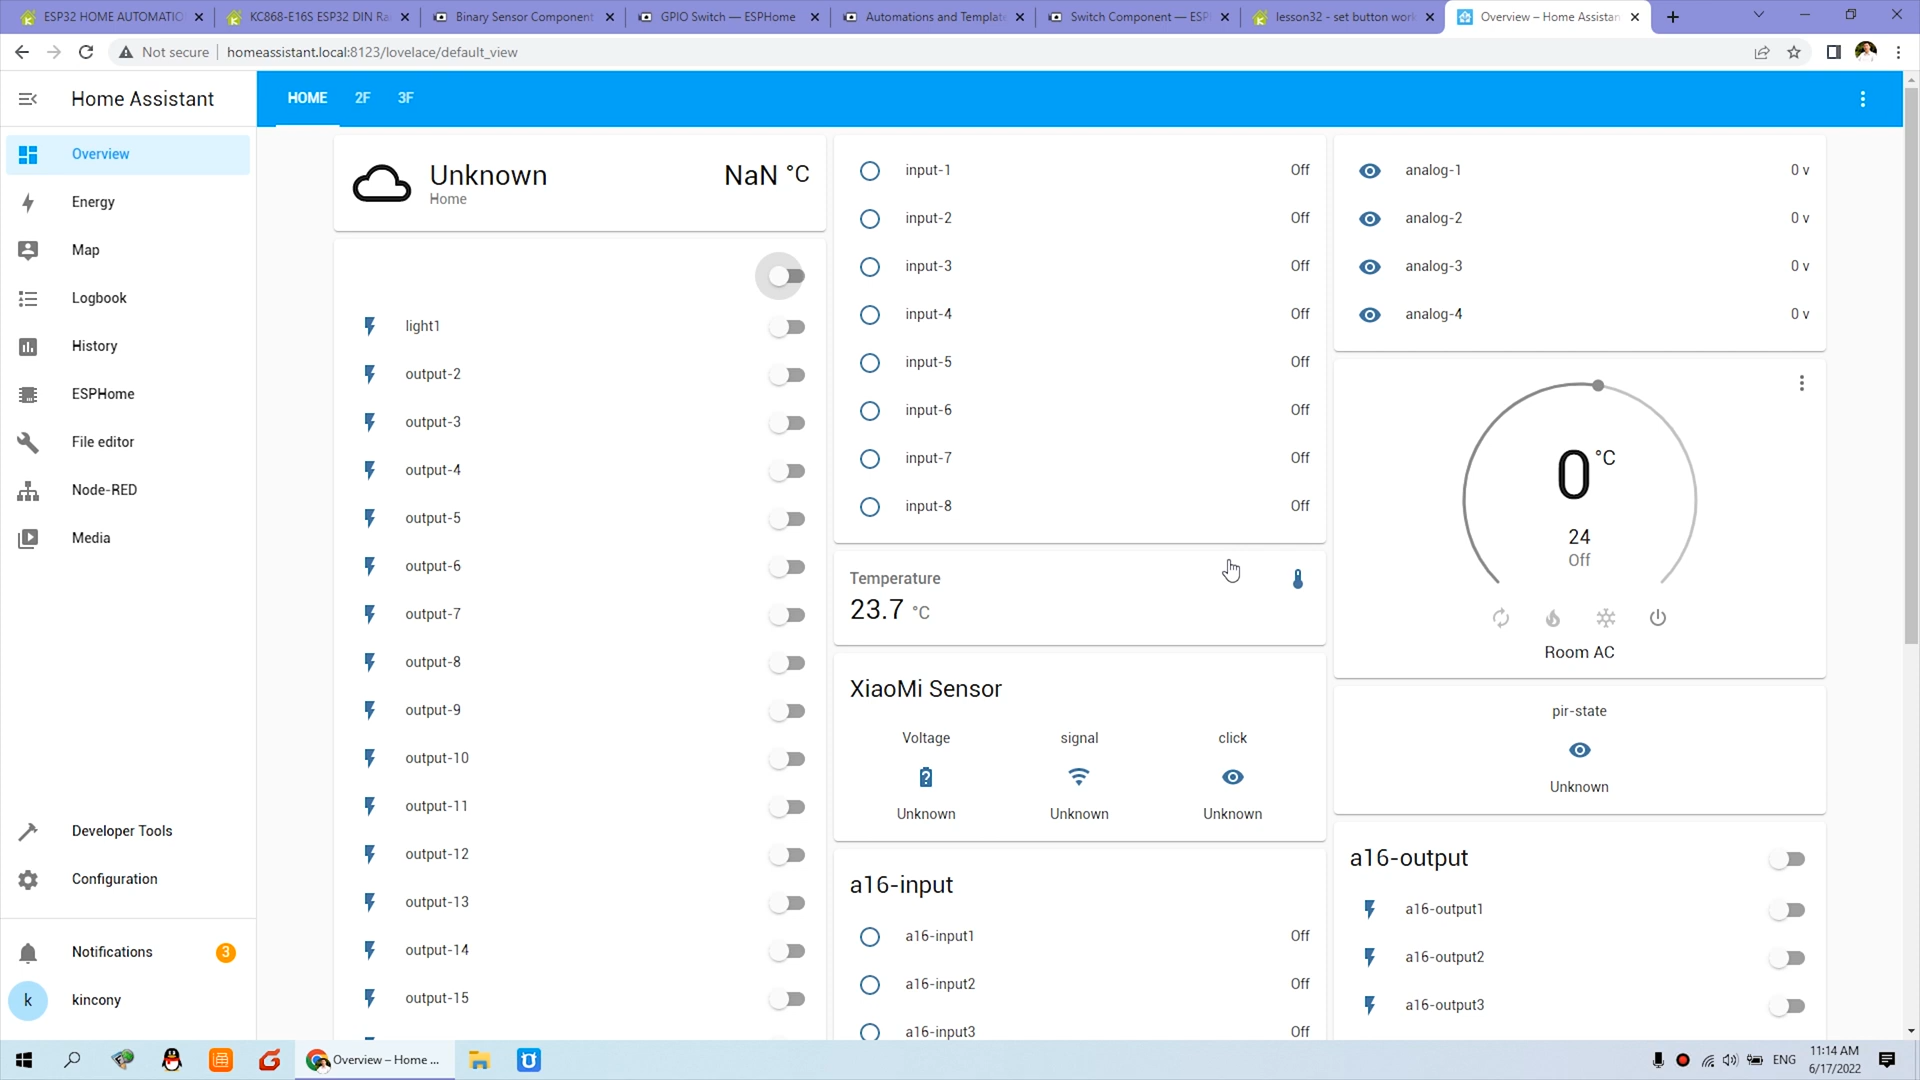 ESP32 HOME AUTOMATIO
KC868-E16S ESP32 DIN Ra
Binary Sensor Component
GPIO Switch — ESPHome
Automations and Templat
Switch Component — ESP
lesson32 - set button wor
Overview – Home Assistan
Not secure
homeassistant.local:8123/lovelace/default_view
Home Assistant
HOME
2F
3F
Overview
Energy
Map
Logbook
History
ESPHome
File editor
Node-RED
Media
Developer Tools
Configuration
Notifications
3
k
kincony
Unknown
Home
NaN °C
light1
output-2
output-3
output-4
output-5
output-6
output-7
output-8
output-9
output-10
output-11
output-12
output-13
output-14
output-15
input-1 Off
input-2 Off
input-3 Off
input-4 Off
input-5 Off
input-6 Off
input-7 Off
input-8 Off
Temperature
23.7 °C
XiaoMi Sensor
Voltage signal click
Unknown Unknown Unknown
a16-input
a16-input1 Off
a16-input2 Off
a16-input3 Off
analog-1 0 v
analog-2 0 v
analog-3 0 v
analog-4 0 v
0 °C
24
Off
Room AC
pir-state
Unknown
a16-output
a16-output1
a16-output2
a16-output3
Overview – Home ...
ENG
11:14 AM
6/17/2022